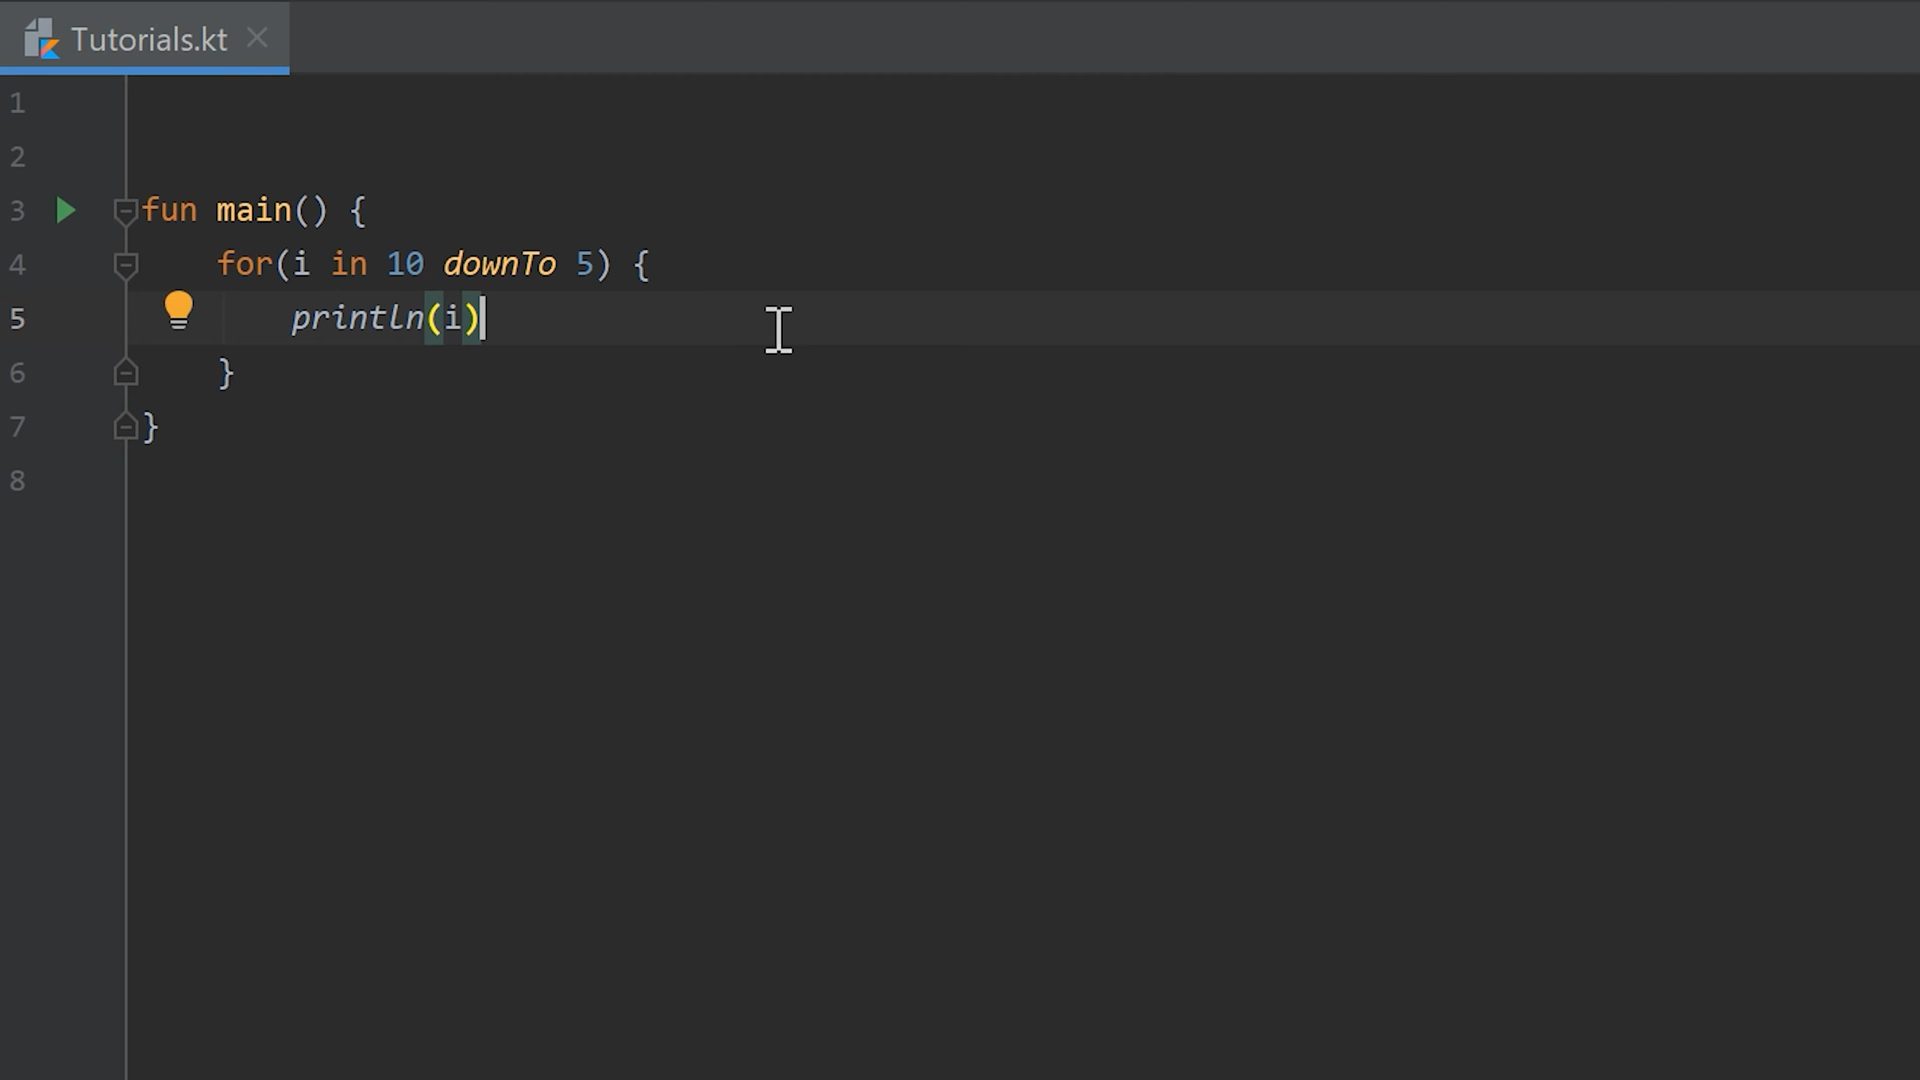 Tutorials.kt
1
2
3 fun main() {
4 for(i in 10 downTo 5) {
5 println(i)
6 }
7 }
8